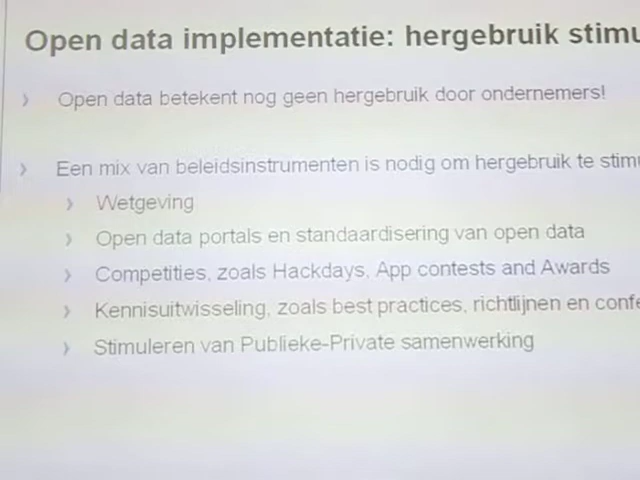 Open data implementatie: hergebruik
Open data betekent nog geen hergebruik door ondernemers!
Een mix van beleidsinstrumenten is nodig om hergebruik te
Wetgeving
Open data portals en standaardisering van open data
Competities, zoals Hackdays, App contests and Awards
Kennisuitwisseling, zoals best practices, richtlijnen en
Stimuleren van Publieke-Private samenwerking